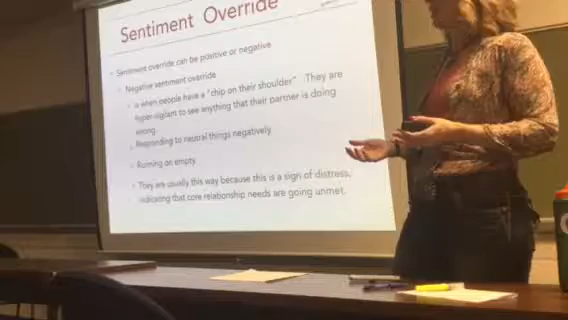 Sentiment Override
Sentiment override can be positive or negative
Negative sentiment override
is when people have a "chip on their shoulder". They are
hyper-vigilant to see anything that their partner is doing
wrong.
Responding to neutral things negatively
Running on empty
They are usually this way because this is a sign of distress,
indicating that core relationship needs are going unmet.